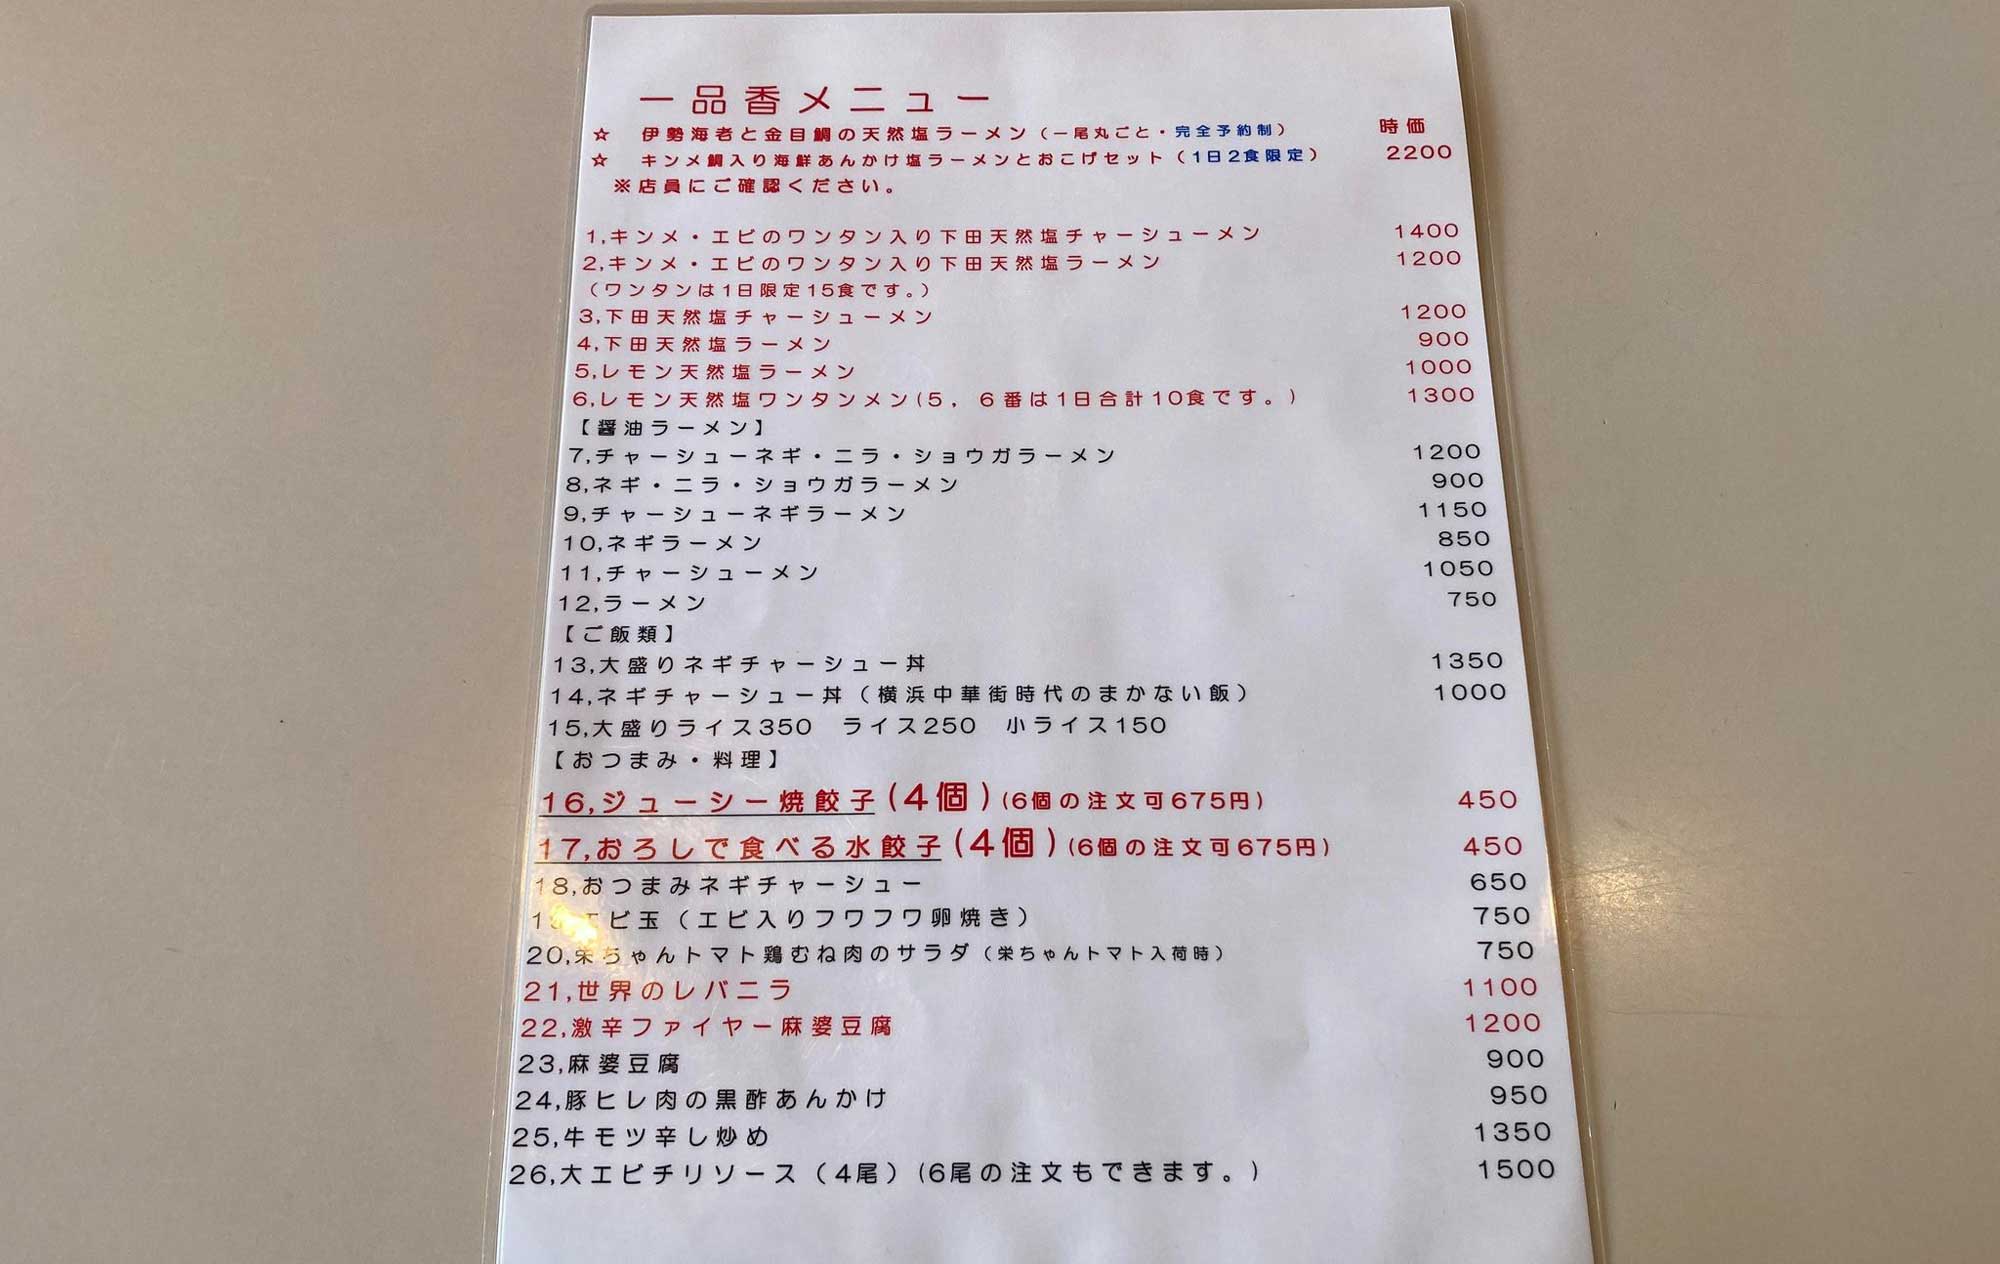 一品香メニュー
☆ 伊勢海老と金目鯛の天然塩ラーメン（一尾丸ごと・完全予約制） 時価
☆ キンメ鯛入り海鮮あんかけ塩ラーメンとおこげセット（1日2食限定） 2200
※店員にご確認ください。
1,キンメ・エビのワンタン入り下田天然塩チャーシューメン 1400
2,キンメ・エビのワンタン入り下田天然塩ラーメン 1200
（ワンタンは1日限定15食です。）
3,下田天然塩チャーシューメン 1200
4,下田天然塩ラーメン 900
5,レモン天然塩ラーメン 1000
6,レモン天然塩ワンタンメン(5，6番は1日合計10食です。) 1300
【醤油ラーメン】
7,チャーシューネギ・ニラ・ショウガラーメン 1200
8,ネギ・ニラ・ショウガラーメン 900
9,チャーシューネギラーメン 1150
10,ネギラーメン 850
11,チャーシューメン 1050
12,ラーメン 750
【ご飯類】
13,大盛りネギチャーシュー丼 1350
14,ネギチャーシュー丼（横浜中華街時代のまかない飯） 1000
15,大盛りライス350 ライス250 小ライス150
【おつまみ・料理】
16,ジューシー焼餃子(4個)(6個の注文可675円) 450
17,おろしで食べる水餃子(4個)(6個の注文可675円) 450
18,おつまみネギチャーシュー 650
19,エビ玉（エビ入りフワフワ卵焼き） 750
20,栄ちゃんトマト鶏むね肉のサラダ（栄ちゃんトマト入荷時） 750
21,世界のレバニラ 1100
22,激辛ファイヤー麻婆豆腐 1200
23,麻婆豆腐 900
24,豚ヒレ肉の黒酢あんかけ 950
25,牛モツ辛し炒め 1350
26,大エビチリソース（4尾）(6尾の注文もできます。) 1500